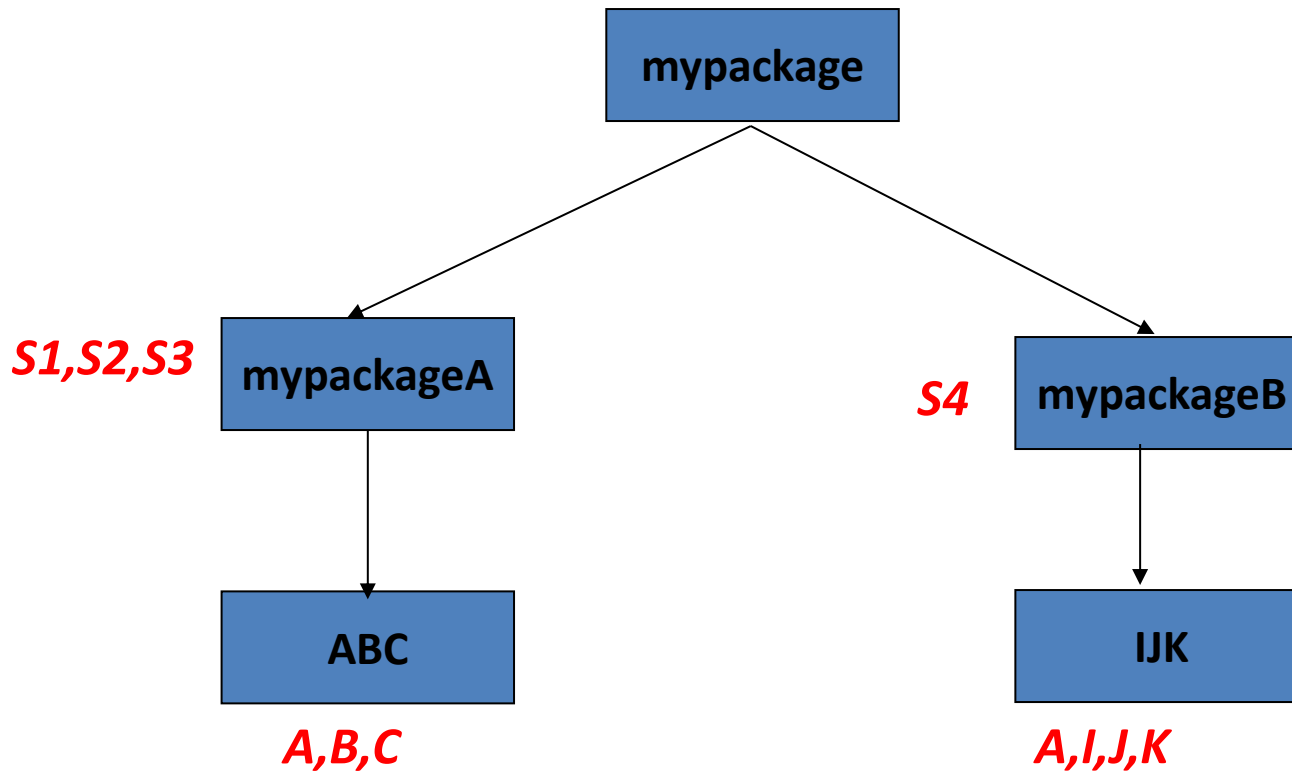 mypackage
S1,S2,S3
mypackageA
S4
mypackageB
ABC
IJK
A,B,C
A,I,J,K